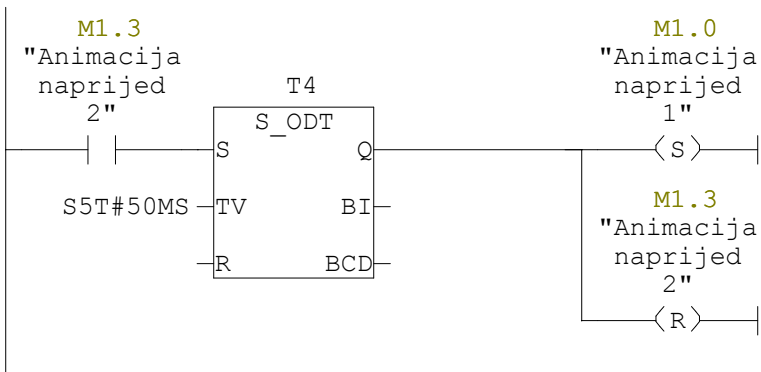 M1.3
"Animacija
naprijed
2"
T4
S_ODT
S
Q
S5T#50MS
TV
BI
R
BCD
M1.0
"Animacija
naprijed
1"
S
M1.3
"Animacija
naprijed
2"
R